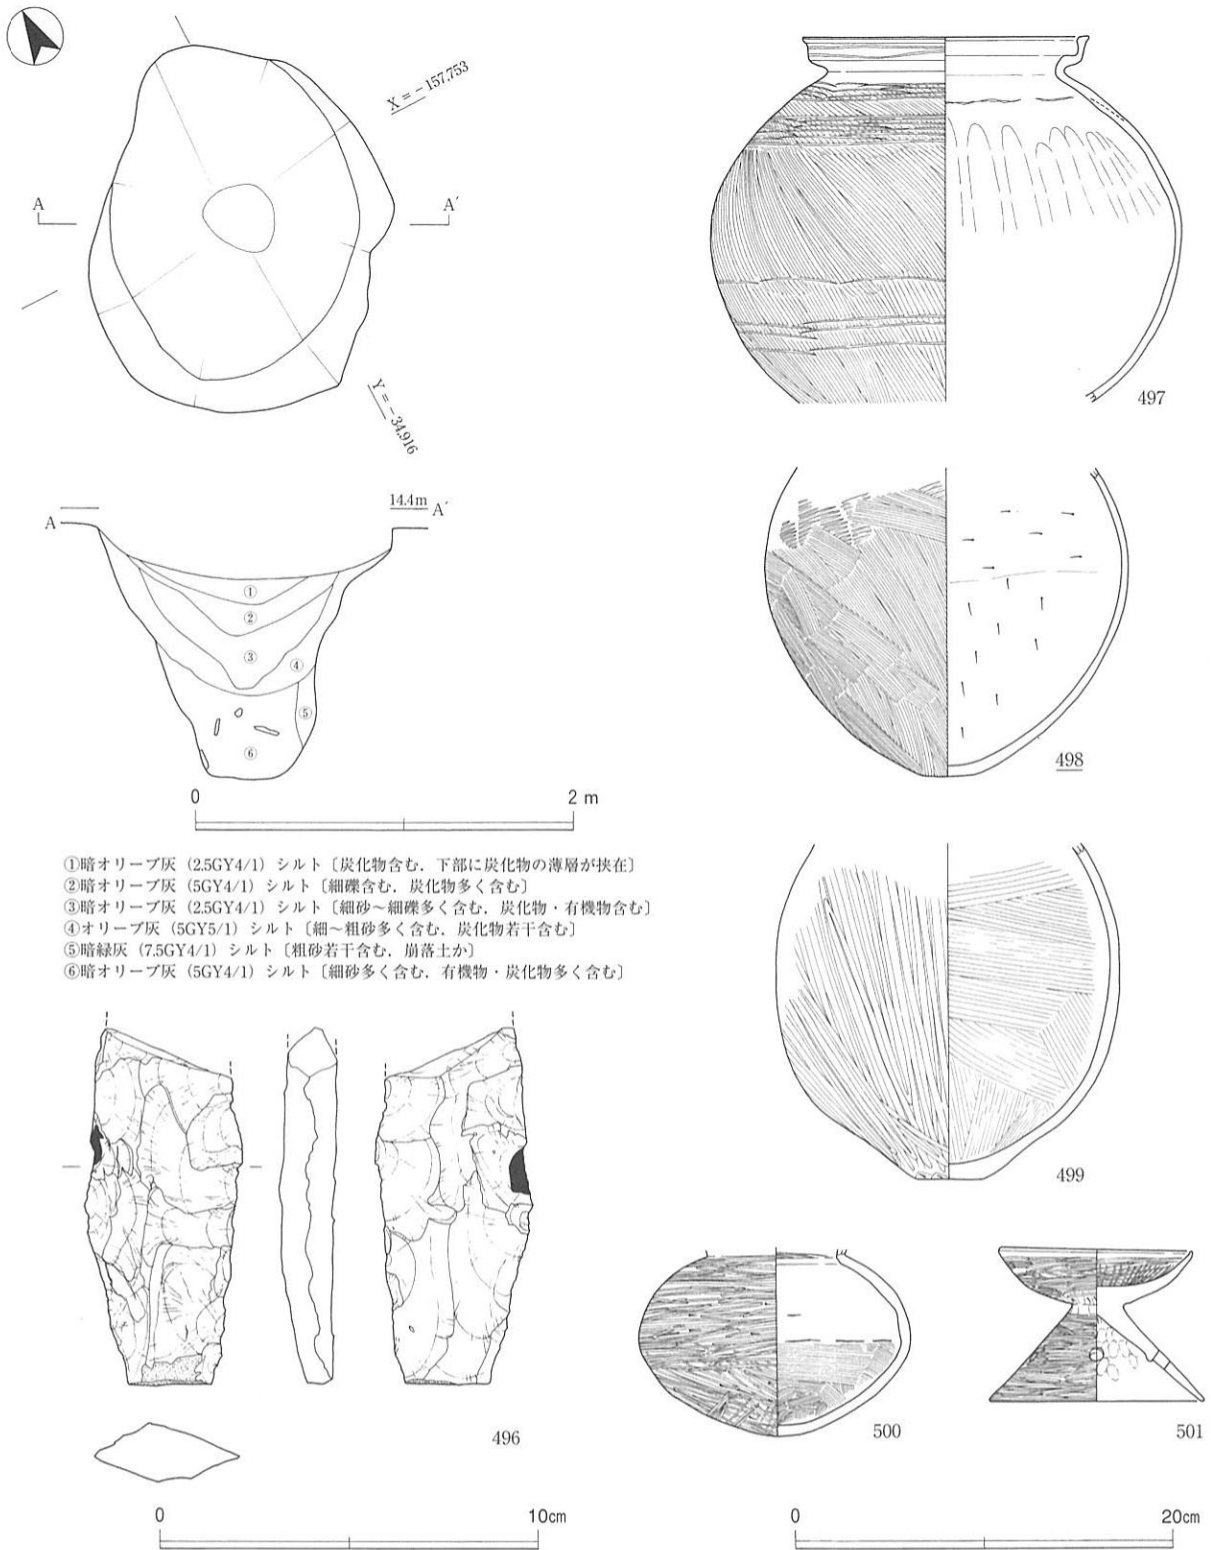 X=-157,753
A A′
Y=-34,916
14.4m
A A′
①
②
③
④
⑤
⑥
0 2 m
①暗オリーブ灰（2.5GY4/1）シルト〔炭化物含む．下部に炭化物の薄層が挟在〕
②暗オリーブ灰（5GY4/1）シルト〔細礫含む．炭化物多く含む〕
③暗オリーブ灰（2.5GY4/1）シルト〔細砂～細礫多く含む．炭化物・有機物含む〕
④オリーブ灰（5GY5/1）シルト〔細～粗砂多く含む．炭化物若干含む〕
⑤暗緑灰（7.5GY4/1）シルト〔粗砂若干含む．崩落土か〕
⑥暗オリーブ灰（5GY4/1）シルト〔細砂多く含む．有機物・炭化物多く含む〕
496
0 10cm
497
498
499
500
501
0 20cm